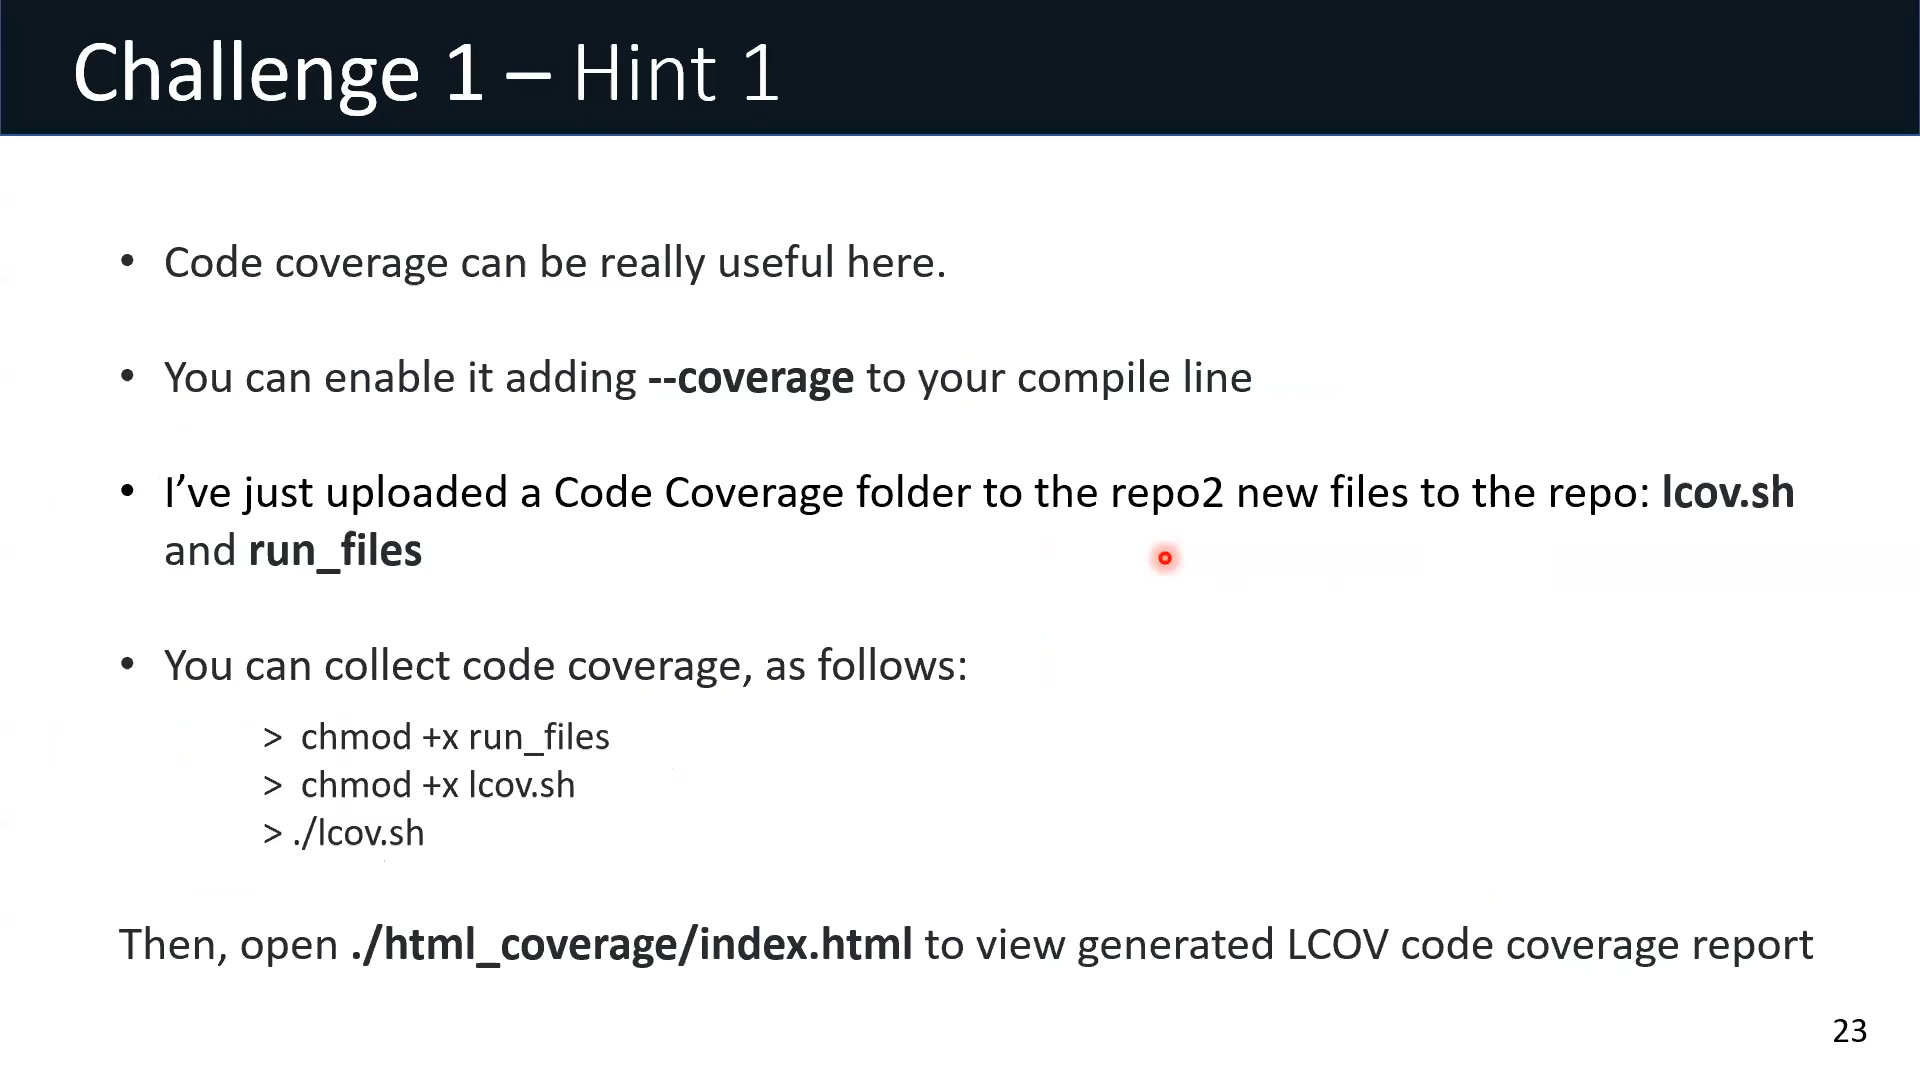 Challenge 1 – Hint 1
• Code coverage can be really useful here.
• You can enable it adding --coverage to your compile line
• I’ve just uploaded a Code Coverage folder to the repo2 new files to the repo: lcov.sh
and run_files
• You can collect code coverage, as follows:
> chmod +x run_files
> chmod +x lcov.sh
> ./lcov.sh
Then, open ./html_coverage/index.html to view generated LCOV code coverage report
23